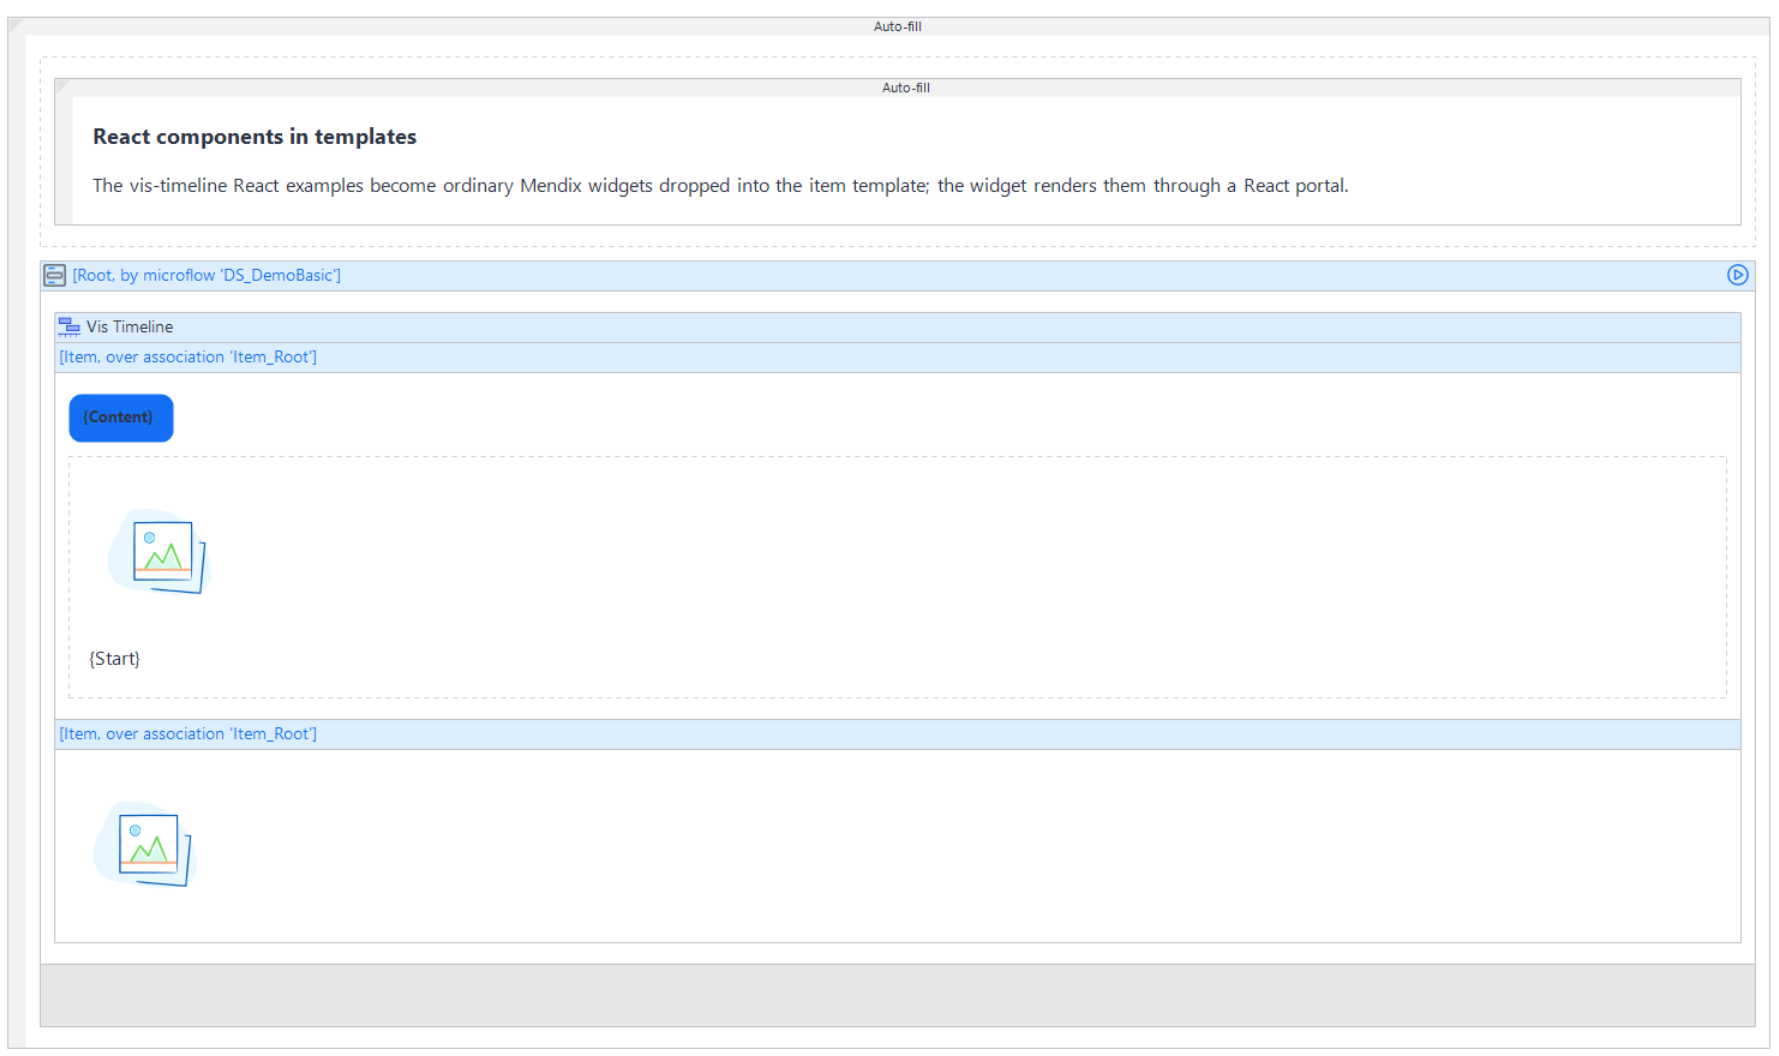 Auto-fill
Auto-fill
React components in templates
The vis-timeline React examples become ordinary Mendix widgets dropped into the item template; the widget renders them through a React portal.
[Root, by microflow 'DS_DemoBasic']
Vis Timeline
[Item, over association 'Item_Root']
{Content}
{Start}
[Item, over association 'Item_Root']